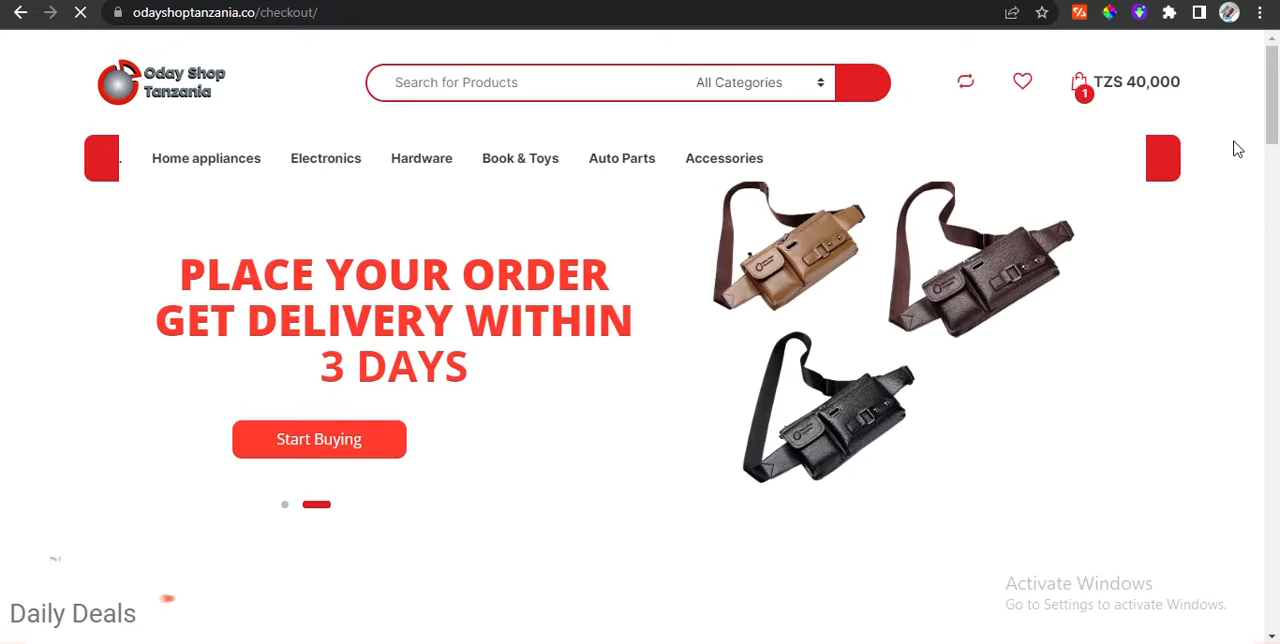 odayshoptanzania.co/checkout/
Oday Shop
Tanzania
Search for Products
All Categories
1
TZS 40,000
.
Home appliances
Electronics
Hardware
Book & Toys
Auto Parts
Accessories
PLACE YOUR ORDER
GET DELIVERY WITHIN
3 DAYS
Start Buying
Daily Deals
Activate Windows
Go to Settings to activate Windows.